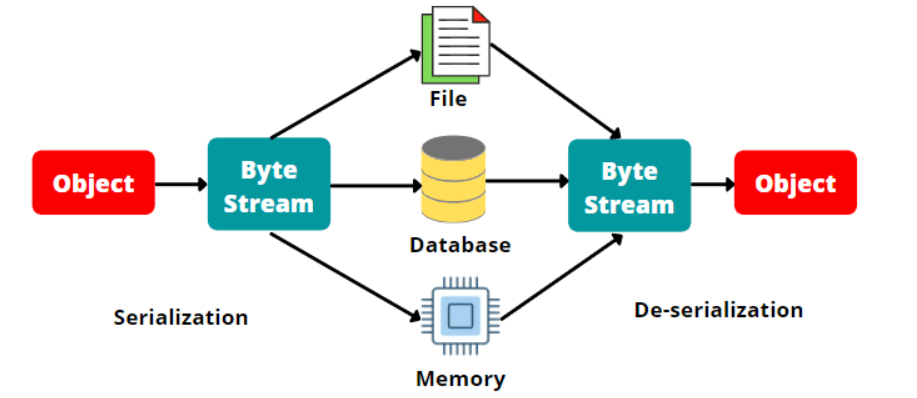 File
Object
Byte
Stream
Database
Byte
Stream
Object
Serialization
De-serialization
Memory